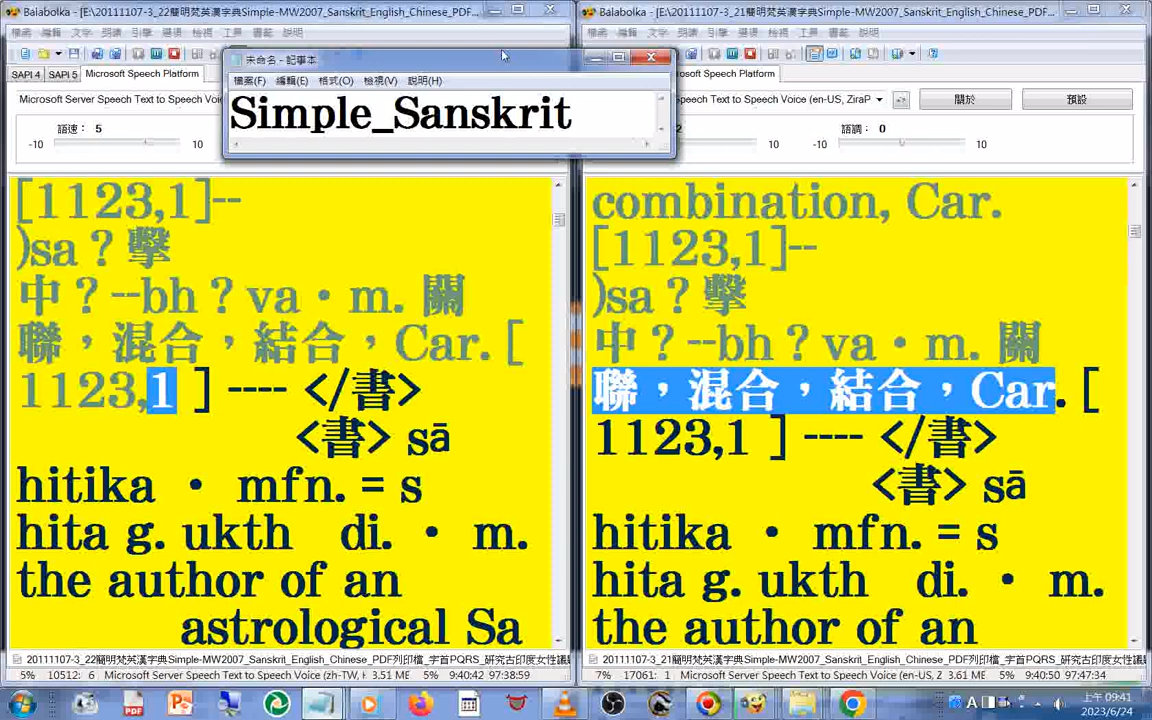 Balabolka - [E:\20111107-3_22簡明梵英漢字典Simple-MW2007_Sanskrit_English_Chinese_PDF...
Balabolka - [E:\20111107-3_21簡明梵英漢字典Simple-MW2007_Sanskrit_English_Chinese_PDF...
未命名 - 記事本
檔案(F) 編輯(E) 格式(O) 檢視(V) 說明(H)
Simple_Sanskrit
SAPI 4 SAPI 5 Microsoft Speech Platform
Microsoft Server Speech Text to Speech Voi
語速： 5
-10 10
[1123,1]--
)sa？擊
中？--bh？va・m. 關
聯，混合，結合，Car. [
1123,1 ] ---- </書>
<書> sā
hitika ・ mfn. = s
hita g. ukth di. ・ m.
the author of an
astrological Sa
20111107-3_22簡明梵英漢字典Simple-MW2007_Sanskrit_English_Chinese_PDF列印檔_字首PQRS_研究古印度女性議
5% 10512: 6 Microsoft Server Speech Text to Speech Voice (zh-TW, H 3.51 ME 5% 9:40:42 - 97:38:59
Speech Platform
Speech Text to Speech Voice (en-US, ZiraP
關於 預設
2 語調： 0
10 -10 10
combination, Car.
[1123,1]--
)sa？擊
中？--bh？va・m. 關
聯，混合，結合，Car. [
1123,1 ] ---- </書>
<書> sā
hitika ・ mfn. = s
hita g. ukth di. ・ m.
the author of an
20111107-3_21簡明梵英漢字典Simple-MW2007_Sanskrit_English_Chinese_PDF列印檔_字首PQRS_研究古印度女性議
7% 17061: 1 Microsoft Server Speech Text to Speech Voice (en-US, Z 3.61 ME 5% 9:40:50 - 97:47:34
上午 09:41
2023/6/24